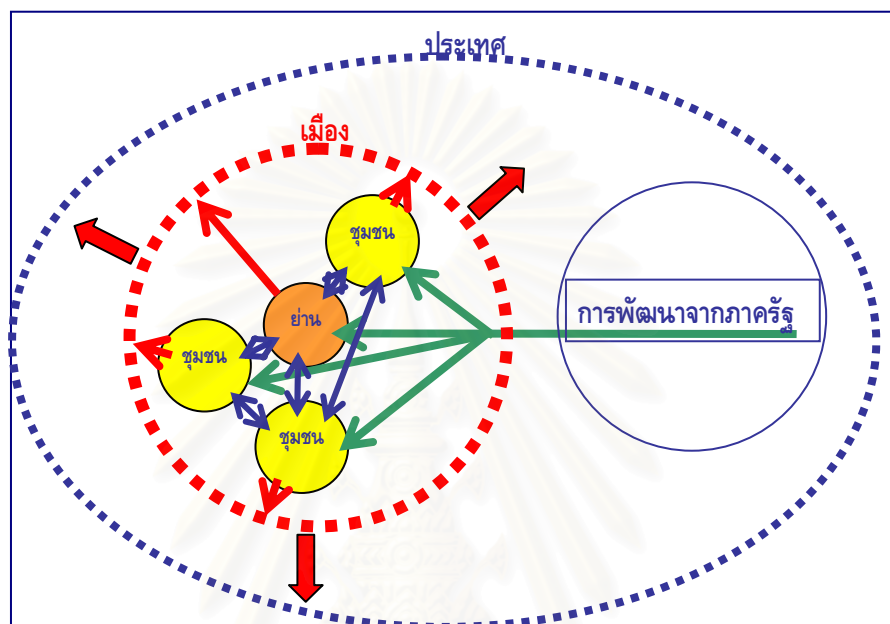 ประเทศ
เมือง
ชุมชน
ย่าน
การพัฒนาจากภาครัฐ
ชุมชน
ชุมชน